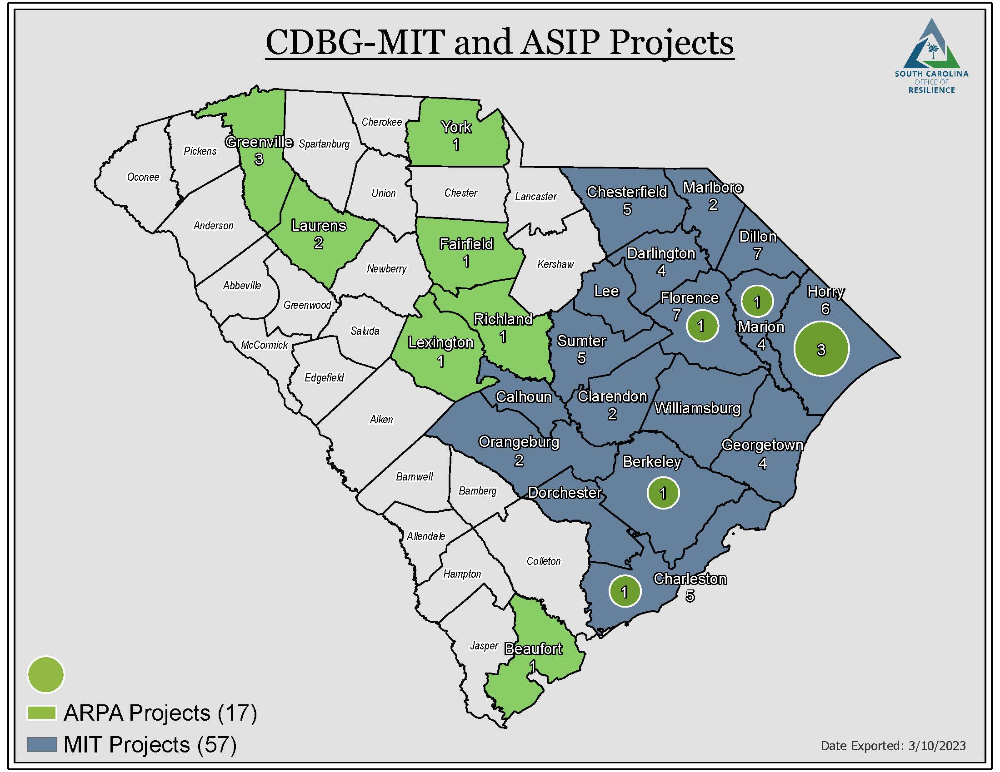 CDBG-MIT and ASIP Projects
SOUTH CAROLINA
OFFICE OF
RESILIENCE
Cherokee
York
1
Greenville
3
Spartanburg
Pickens
Oconee
Union
Chester
Lancaster
Chesterfield
5
Marlboro
2
Anderson
Laurens
2
Fairfield
1
Dillon
7
Darlington
4
Kershaw
Newberry
Abbeville
Greenwood
Lee
Florence
7
1
1
Marion
4
Horry
6
3
Saluda
Richland
1
McCormick
Lexington
1
Sumter
5
Edgefield
Calhoun
Clarendon
2
Williamsburg
Aiken
Orangeburg
2
Georgetown
4
Berkeley
1
Barnwell
Bamberg
Dorchester
Allendale
Colleton
Hampton
Charleston
5
1
Jasper
Beaufort
1
ARPA Projects (17)
MIT Projects (57)
Date Exported: 3/10/2023